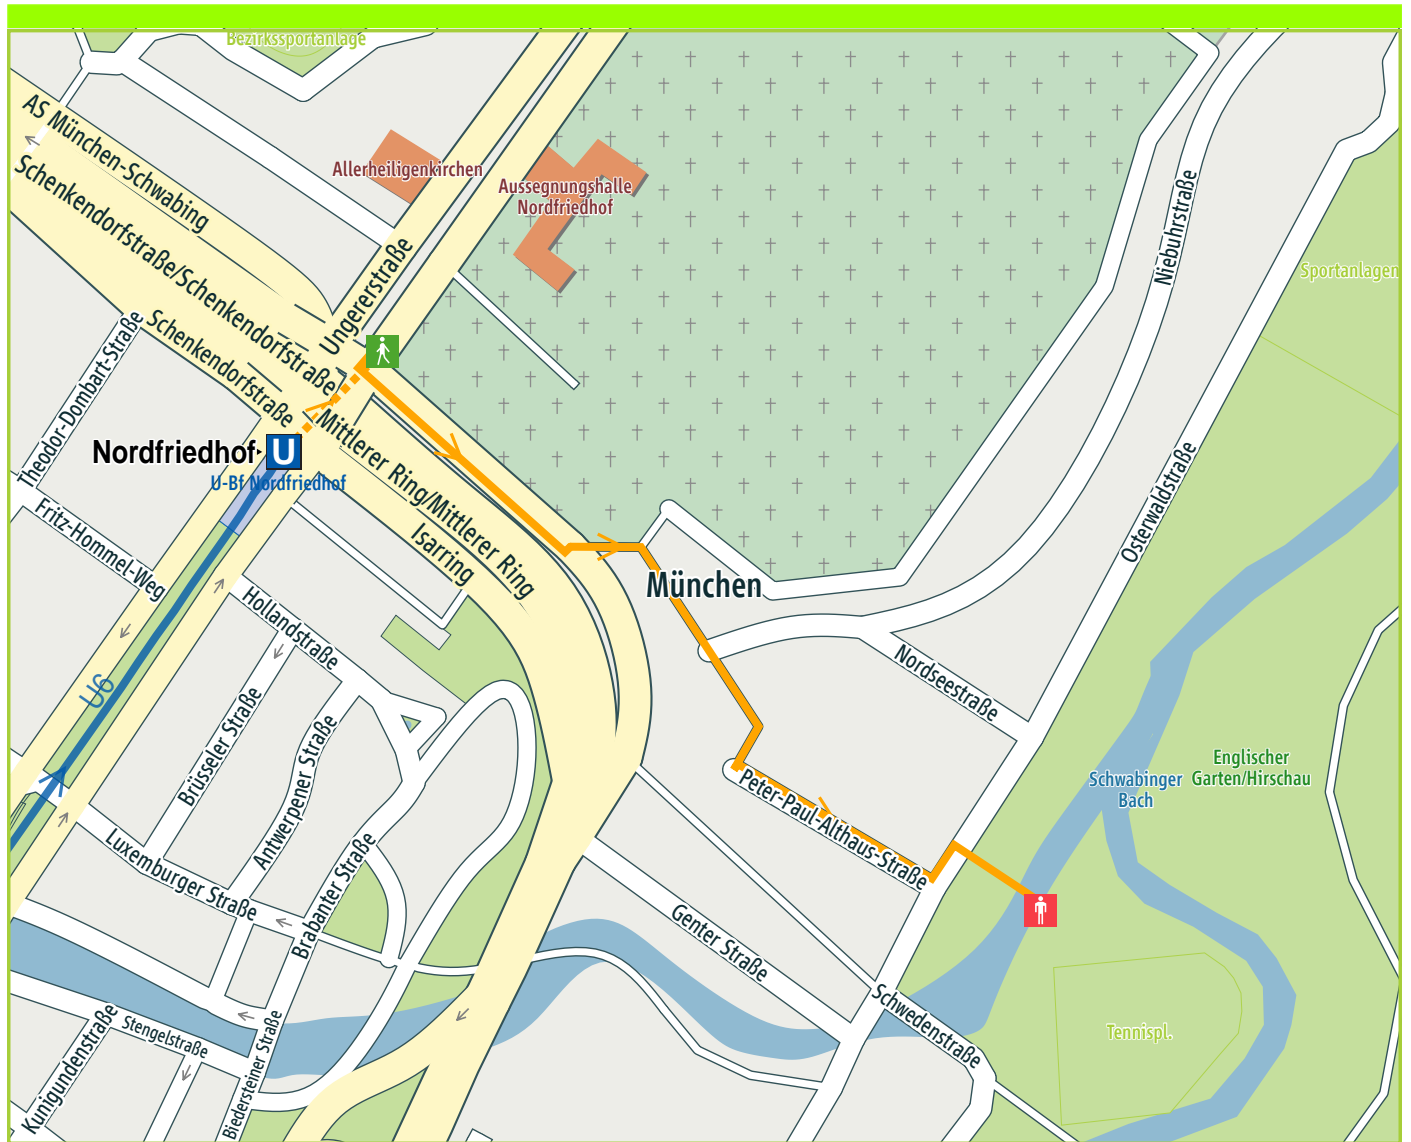 Bezirkssportanlage
AS München-Schwabing
Allerheiligenkirchen
Aussegnungshalle
Nordfriedhof
Schenkendorfstraße/Schenkendorfstraße
Ungererstraße
Niebuhrstraße
Sportanlagen
Schenkendorfstraße
Theodor-Dombart-Straße
Nordfriedhof
U
U-Bf Nordfriedhof
Mittlerer Ring/Mittlerer Ring
Isarring
Osterwaldstraße
Fritz-Hommel-Weg
München
Hollandstraße
Nordseestraße
U6
Brüsseler Straße
Antwerpener Straße
Englischer
Garten/Hirschau
Schwabinger
Bach
Peter-Paul-Althaus-Straße
Luxemburger Straße
Brabanter Straße
Genter Straße
Schwedenstraße
Tennispl.
Stengelstraße
Kunigundenstraße
Biedersteiner Straße